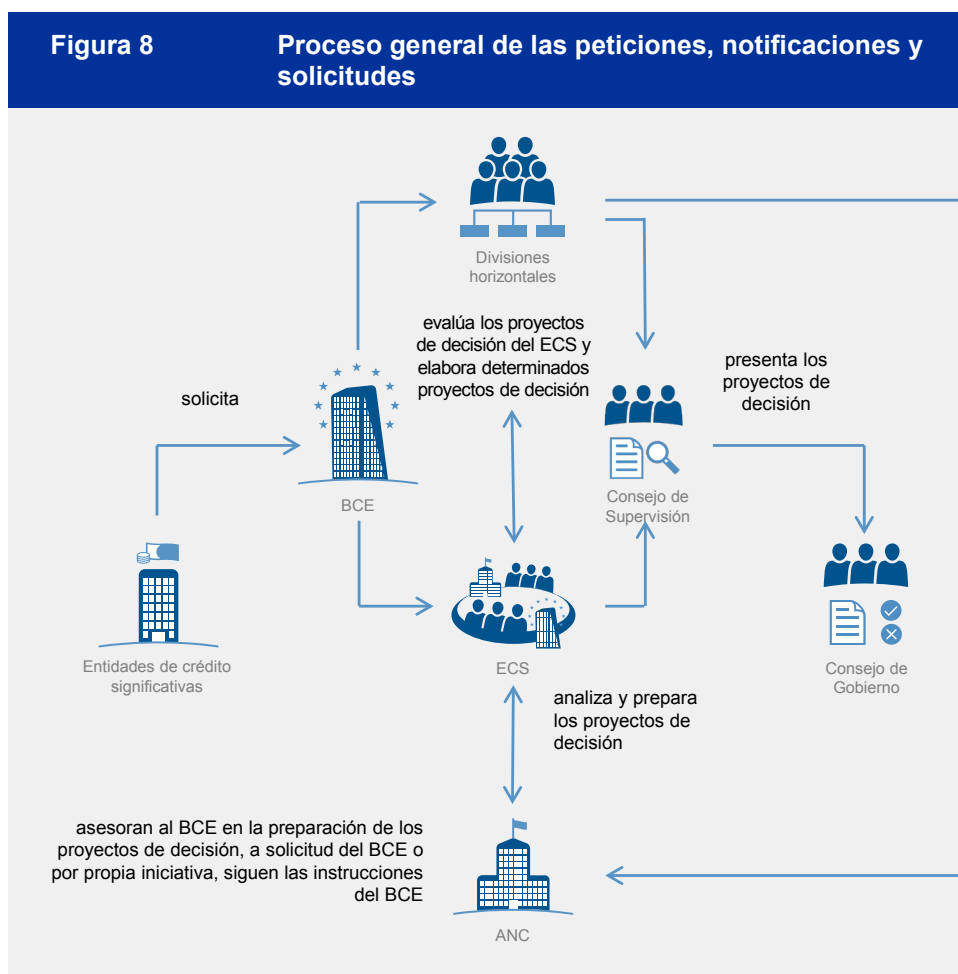 Figura 8
Proceso general de las peticiones, notificaciones y
solicitudes
Divisiones
horizontales
evalúa los proyectos
de decisión del ECS y
elabora determinados
proyectos de decisión
presenta los
proyectos de
decisión
solicita
BCE
Consejo de
Supervisión
Entidades de crédito
significativas
ECS
Consejo de
Gobierno
analiza y prepara
los proyectos de
decisión
asesoran al BCE en la preparación de los
proyectos de decisión, a solicitud del BCE o
por propia iniciativa, siguen las instrucciones
del BCE
ANC